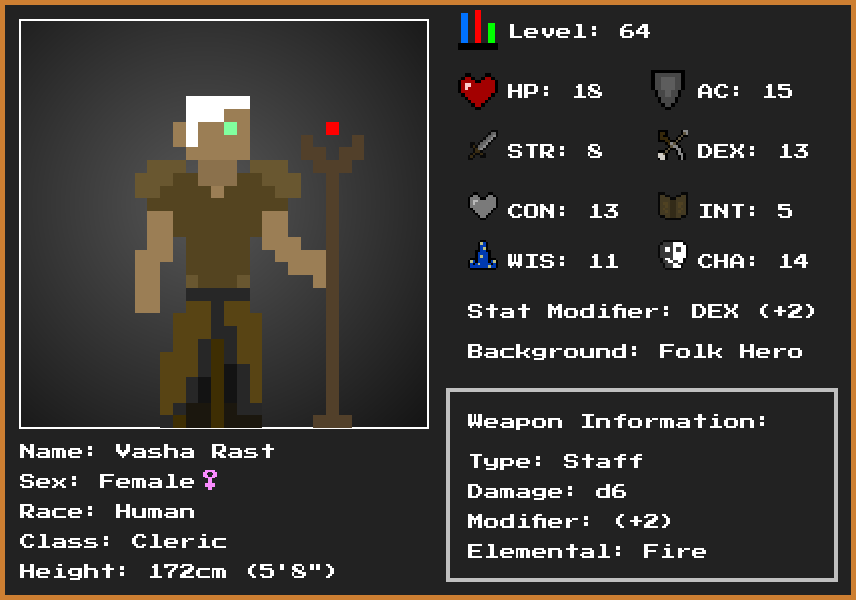 Level: 64
HP: 18 AC: 15
STR: 8 DEX: 13
CON: 13 INT: 5
WIS: 11 CHA: 14
Stat Modifier: DEX (+2)
Background: Folk Hero
Weapon Information:
Type: Staff
Damage: d6
Modifier: (+2)
Elemental: Fire
Name: Vasha Rast
Sex: Female♀
Race: Human
Class: Cleric
Height: 172cm (5'8")